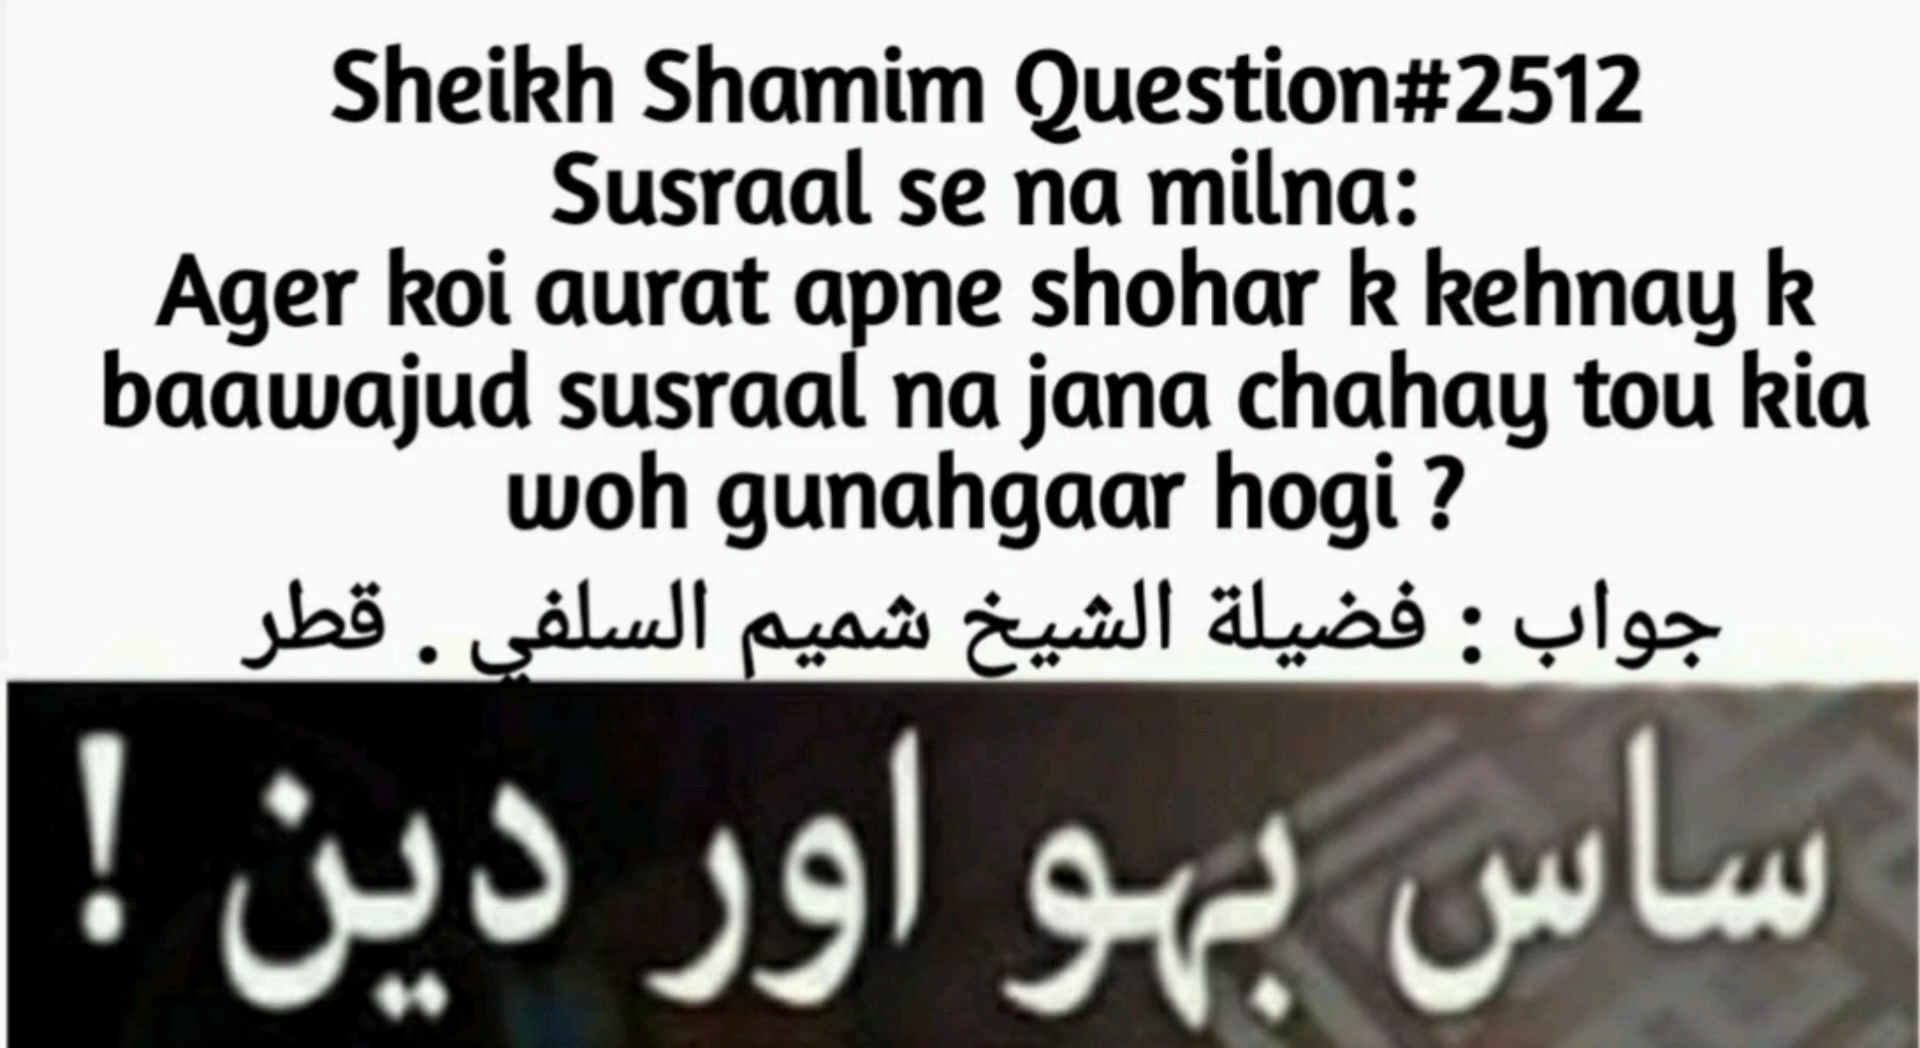 Sheikh Shamim Question#2512
Susraal se na milna:
Ager koi aurat apne shohar k kehnay k
baawajud susraal na jana chahay tou kia
woh gunahgaar hogi ?
جواب : فضيلة الشيخ شميم السلفي . قطر
ساس بہو اور دین !